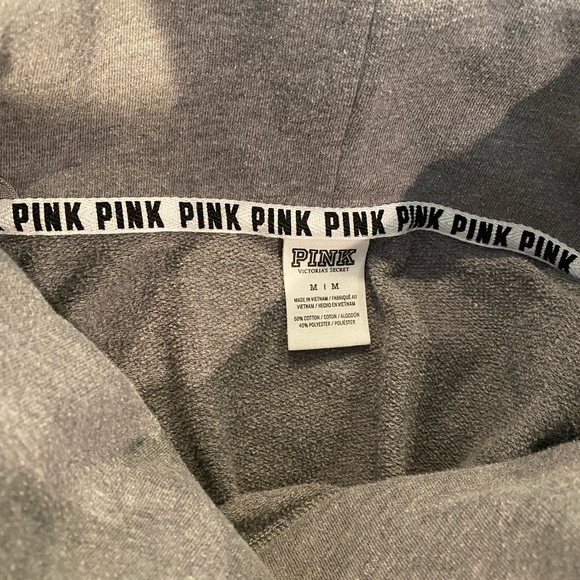 PINK PINK PINK PINK PINK PINK PINK PINK
PINK
VICTORIA'S SECRET
M | M
MADE IN VIETNAM / FABRIQUÉ AU
VIETNAM / HECHO EN VIETNAM
60% COTTON / COTON / ALGODÓN
40% POLYESTER / POLIÉSTER